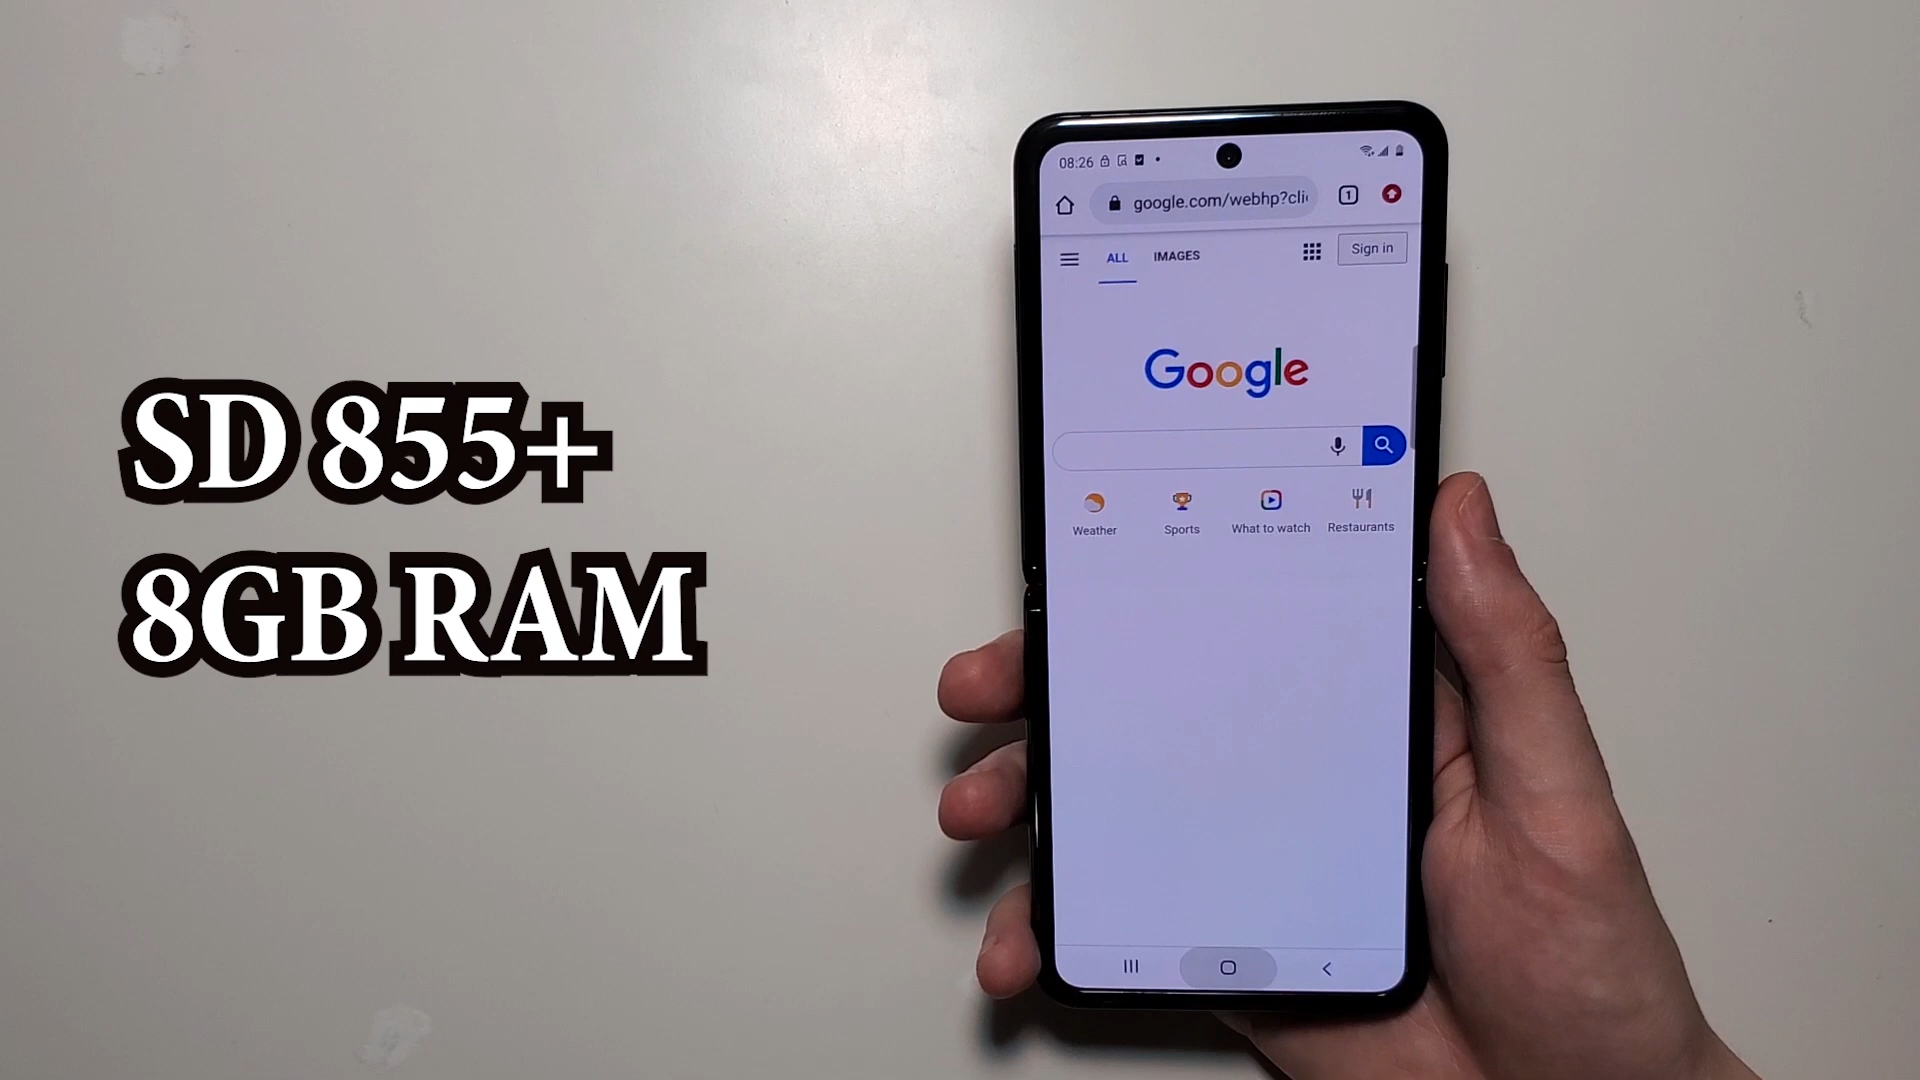 SD 855+
8GB RAM
08:26
google.com/webhp?cli
1
ALL IMAGES Sign in
Google
Weather Sports What to watch Restaurants